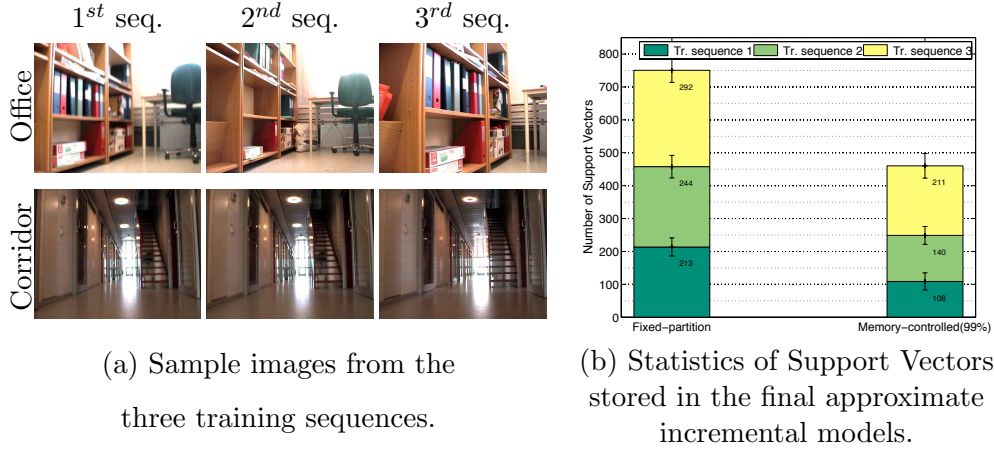 1st seq. 2nd seq. 3rd seq.
Office
Corridor
(a) Sample images from the
three training sequences.
Number of Support Vectors
850
800
700
600
500
400
300
200
100
0
Tr. sequence 1 Tr. sequence 2 Tr. sequence 3
292
244
213
211
140
108
Fixed−partition Memory−controlled(99%)
(b) Statistics of Support Vectors
stored in the final approximate
incremental models.